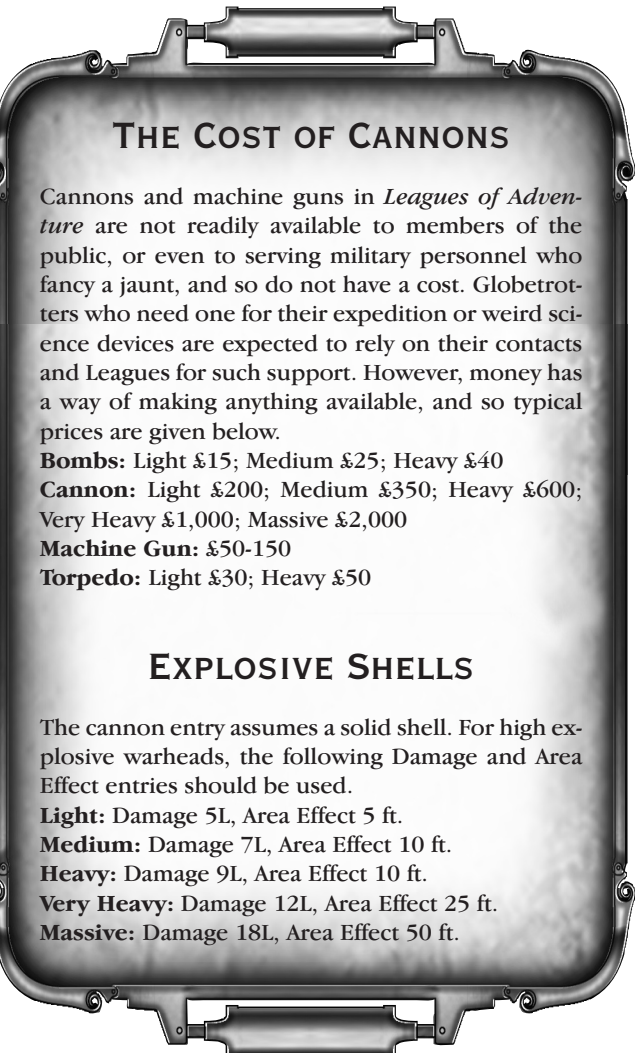 The Cost of Cannons
Cannons and machine guns in Leagues of Adven-
ture are not readily available to members of the
public, or even to serving military personnel who
fancy a jaunt, and so do not have a cost. Globetrot-
ters who need one for their expedition or weird sci-
ence devices are expected to rely on their contacts
and Leagues for such support. However, money has
a way of making anything available, and so typical
prices are given below.
Bombs: Light £15; Medium £25; Heavy £40
Cannon: Light £200; Medium £350; Heavy £600;
Very Heavy £1,000; Massive £2,000
Machine Gun: £50-150
Torpedo: Light £30; Heavy £50
Explosive Shells
The cannon entry assumes a solid shell. For high ex-
plosive warheads, the following Damage and Area
Effect entries should be used.
Light: Damage 5L, Area Effect 5 ft.
Medium: Damage 7L, Area Effect 10 ft.
Heavy: Damage 9L, Area Effect 10 ft.
Very Heavy: Damage 12L, Area Effect 25 ft.
Massive: Damage 18L, Area Effect 50 ft.